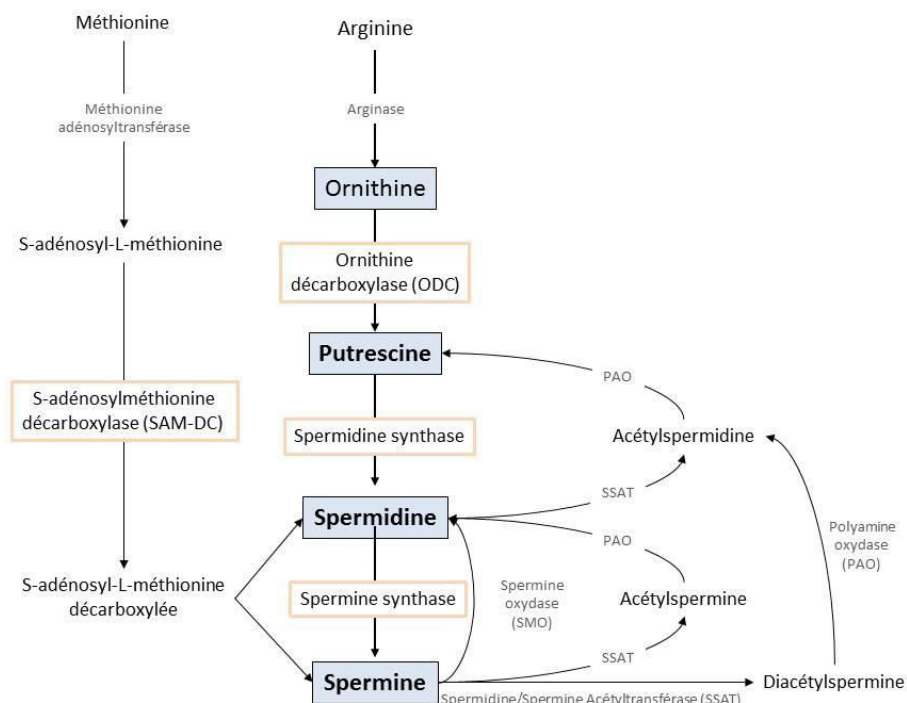 Méthionine
Arginine
Méthionine
adénosyltransférase
Arginase
Ornithine
S-adénosyl-L-méthionine
Ornithine
décarboxylase (ODC)
Putrescine
PAO
S-adénosylméthionine
décarboxylase (SAM-DC)
Spermidine synthase
Acétylspermidine
SSAT
Spermidine
Polyamine
oxydase
(PAO)
PAO
S-adénosyl-L-méthionine
décarboxylée
Spermine synthase
Spermine
oxydase
(SMO)
Acétylspermine
SSAT
Spermine
Diacétylspermine
Spermidine/Spermine Acétyltransférase (SSAT)